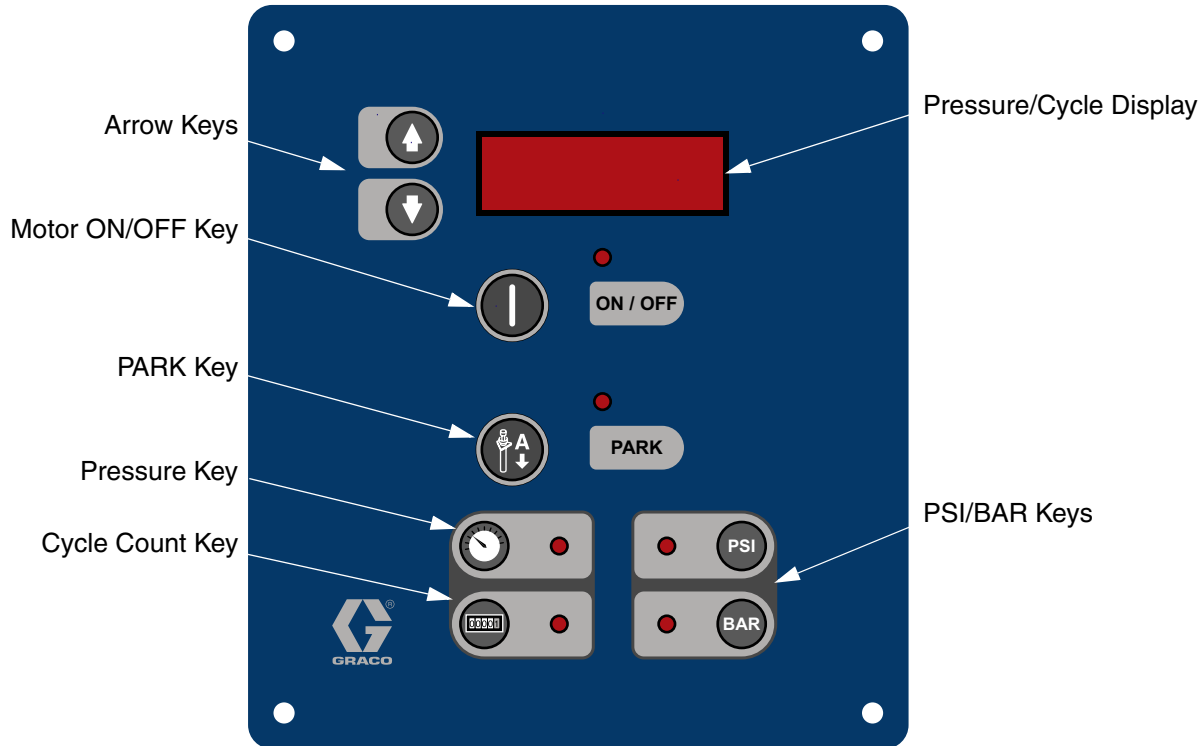 Arrow Keys
Pressure/Cycle Display
Motor ON/OFF Key
ON / OFF
PARK Key
A
PARK
Pressure Key
Cycle Count Key
PSI/BAR Keys
PSI
BAR
GRACO
®